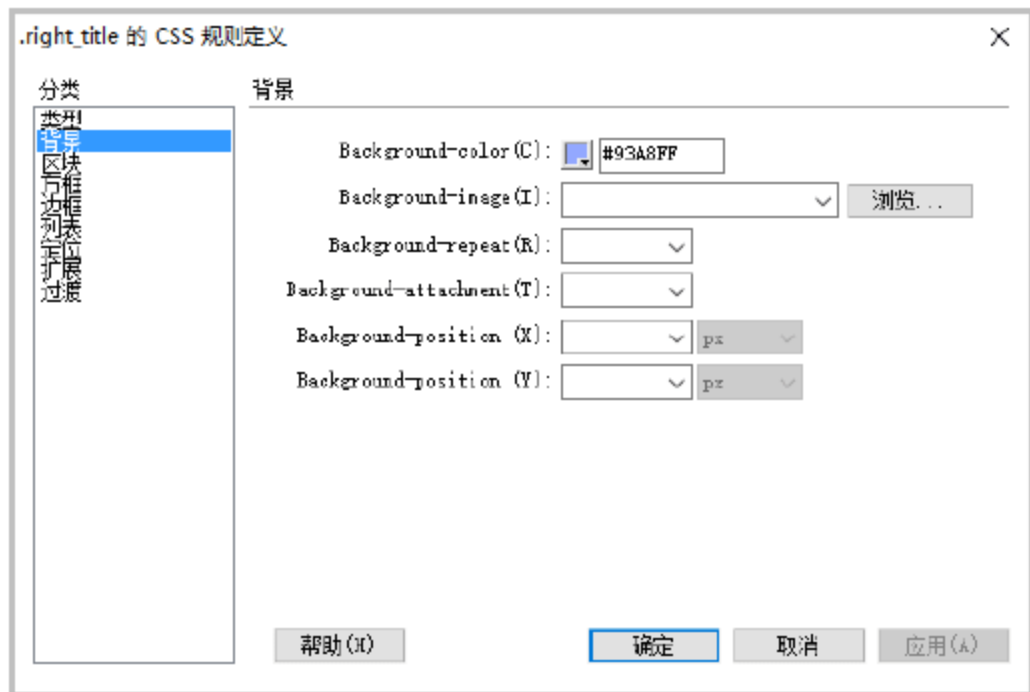 .right_title 的 CSS 规则定义
分类
类型
背景
区块
方框
边框
列表
定位
扩展
过渡
背景
Background-color(C): #93A8FF
Background-image(I): 浏览...
Background-repeat(R):
Background-attachment(T):
Background-position (X): px
Background-position (Y): px
帮助(H) 确定 取消 应用(A)